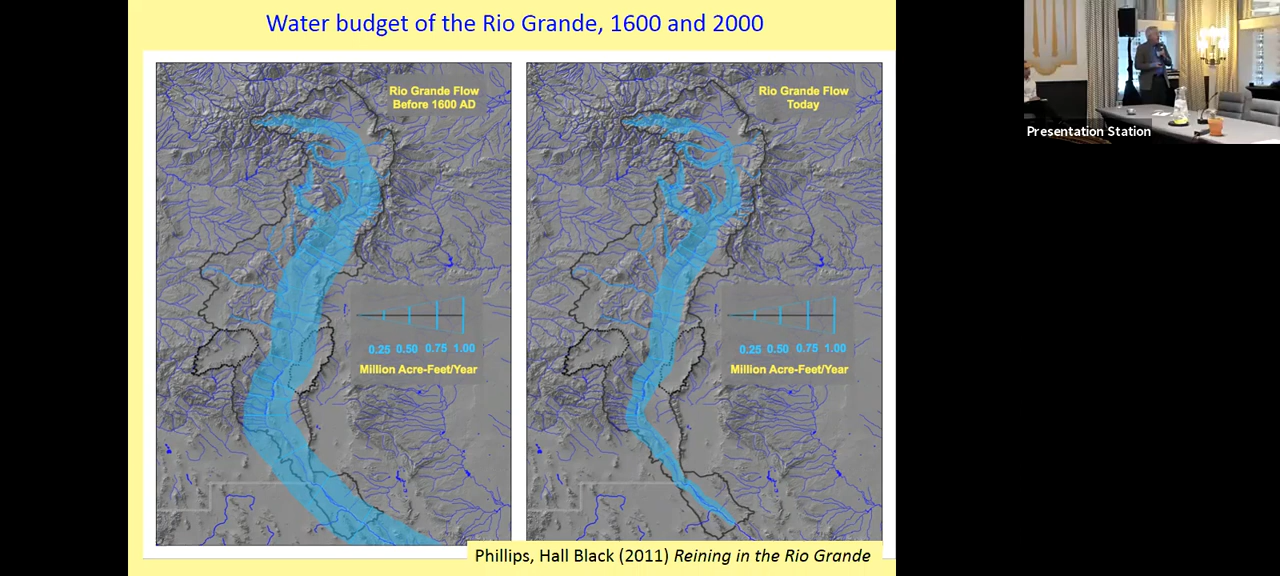 Water budget of the Rio Grande, 1600 and 2000
Rio Grande Flow
Before 1600 AD
0.25 0.50 0.75 1.00
Million Acre-Feet/Year
Rio Grande Flow
Today
0.25 0.50 0.75 1.00
Million Acre-Feet/Year
Phillips, Hall Black (2011) Reining in the Rio Grande
Presentation Station